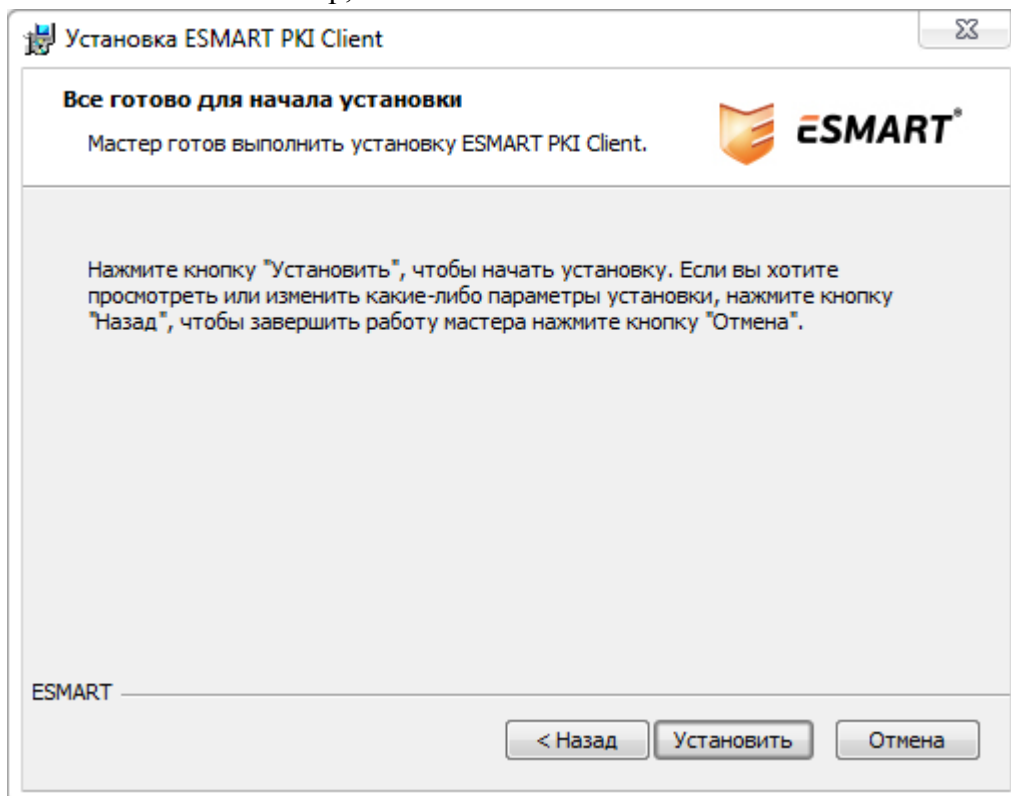 Установка ESMART PKI Client
Все готово для начала установки
Мастер готов выполнить установку ESMART PKI Client.
ESMART®
Нажмите кнопку "Установить", чтобы начать установку. Если вы хотите
просмотреть или изменить какие-либо параметры установки, нажмите кнопку
"Назад", чтобы завершить работу мастера нажмите кнопку "Отмена".
ESMART
< Назад Установить Отмена